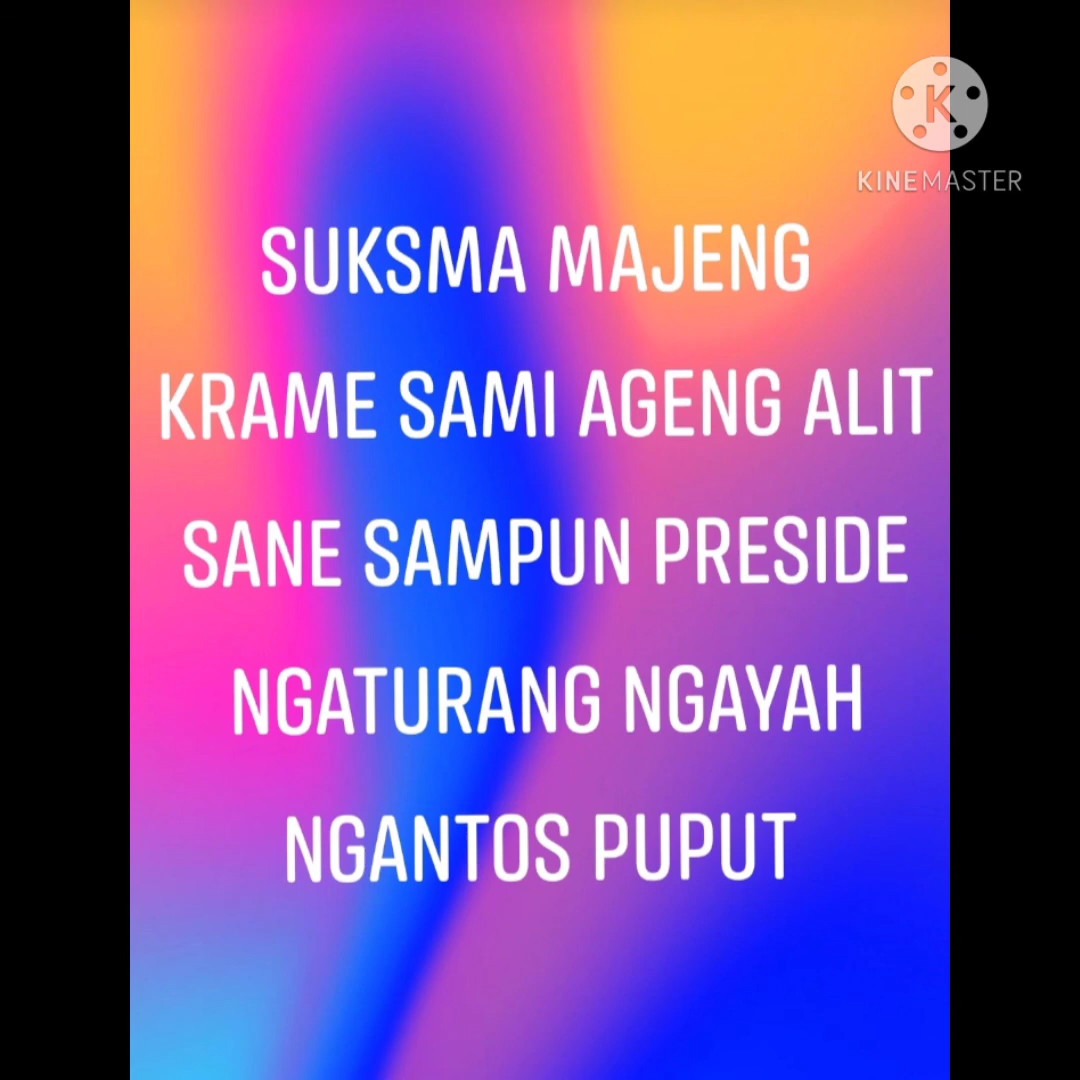 KINEMASTER
SUKSMA MAJENG
KRAME SAMI AGENG ALIT
SANE SAMPUN PRESIDE
NGATURANG NGAYAH
NGANTOS PUPUT